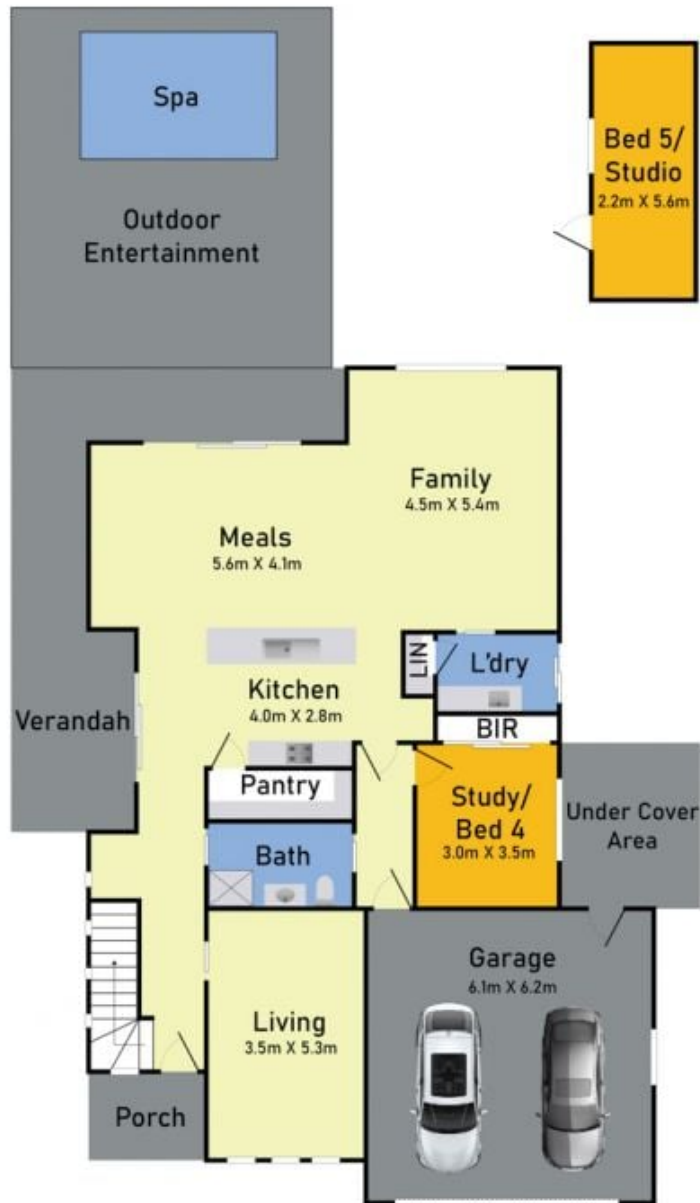 Spa
Bed 5/
Studio
2.2m X 5.6m
Outdoor
Entertainment
Family
4.5m X 5.4m
Meals
5.6m X 4.1m
LIN
L'dry
Kitchen
4.0m X 2.8m
Verandah
BIR
Pantry
Study/
Bed 4
3.0m X 3.5m
Under Cover
Area
Bath
Garage
6.1m X 6.2m
Living
3.5m X 5.3m
Porch